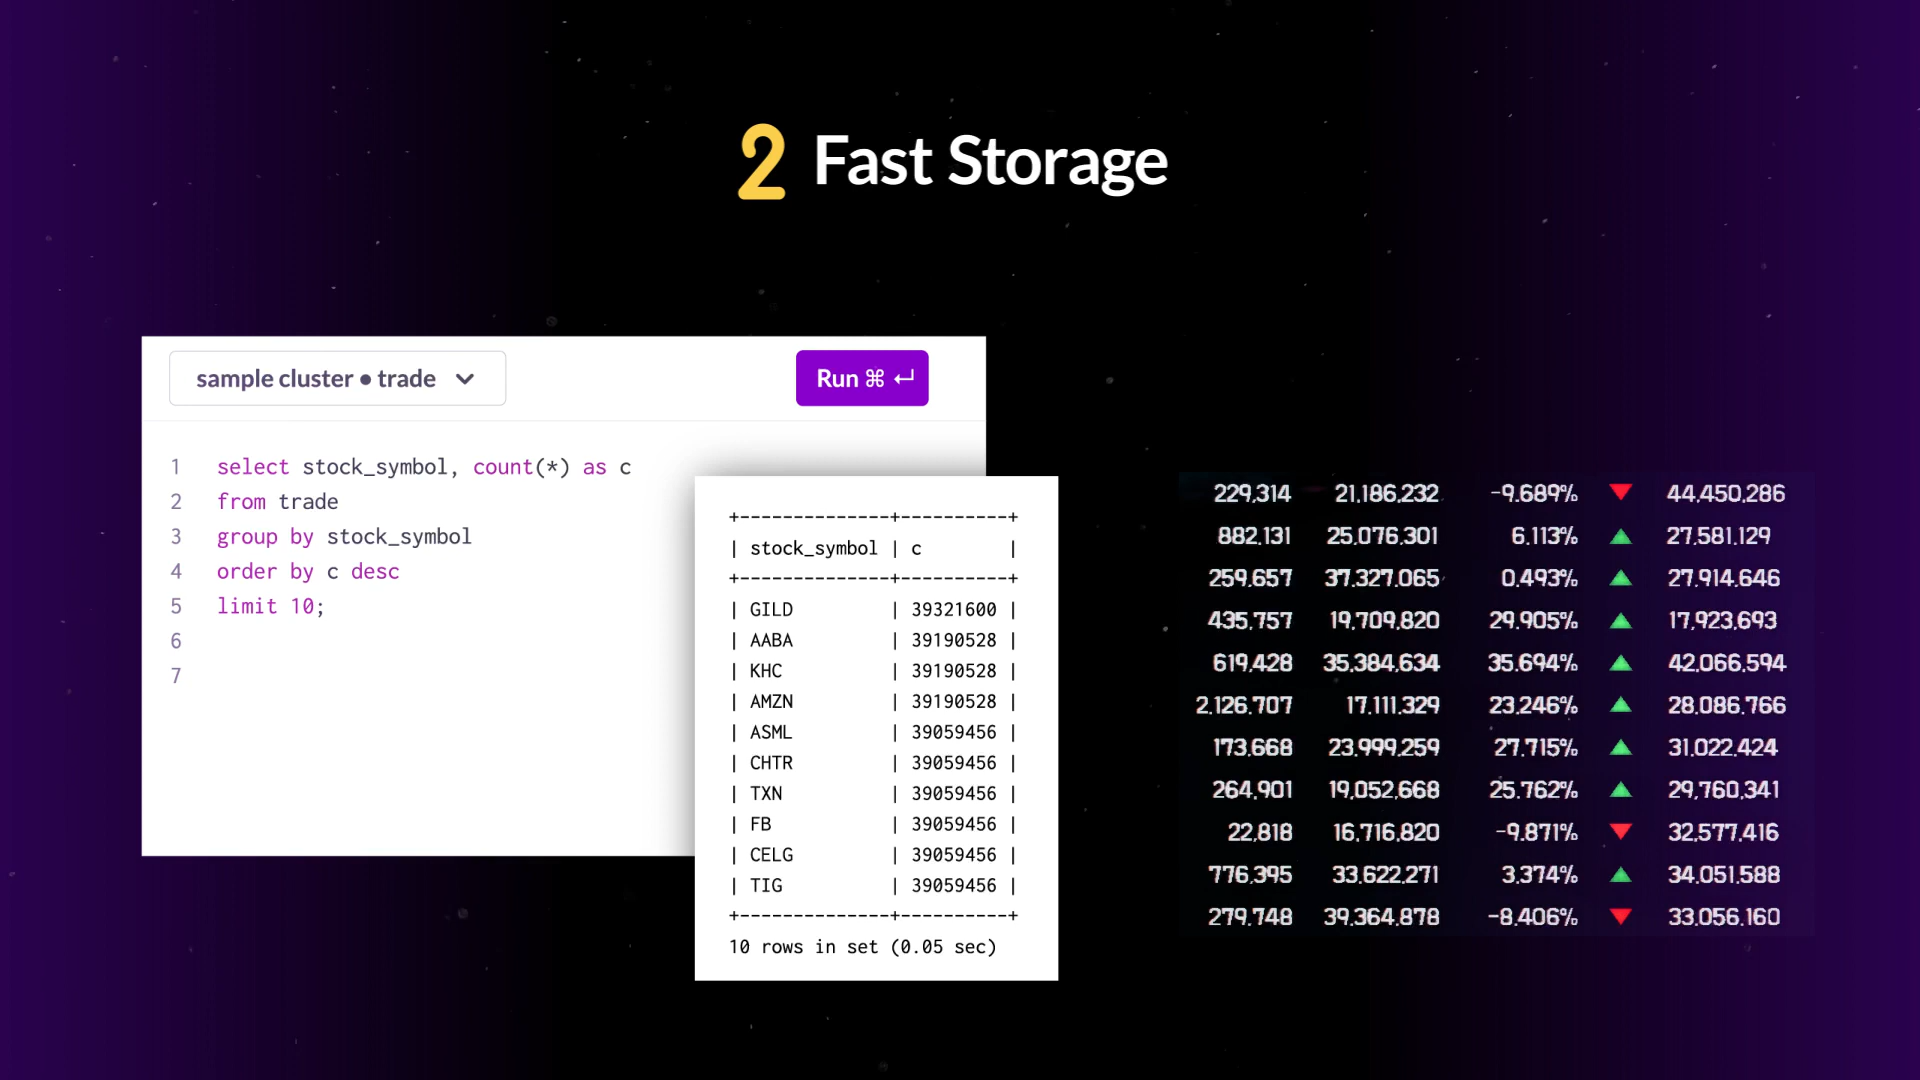 2 Fast Storage
sample cluster • trade
Run ⌘ ↵
1 select stock_symbol, count(*) as c
2 from trade
3 group by stock_symbol
4 order by c desc
5 limit 10;
6
7
+--------------+----------+
| stock_symbol | c |
+--------------+----------+
| GILD | 39321600 |
| AABA | 39190528 |
| KHC | 39190528 |
| AMZN | 39190528 |
| ASML | 39059456 |
| CHTR | 39059456 |
| TXN | 39059456 |
| FB | 39059456 |
| CELG | 39059456 |
| TIG | 39059456 |
+--------------+----------+
10 rows in set (0.05 sec)
229,314 21,186,232 -9.689% ▼ 44,450,286
882,131 25,076,301 6.113% ▲ 27,581,129
259,657 37,327,065 0.493% ▲ 27,914,646
435,757 19,709,820 29.905% ▲ 17,923,693
619,428 35,384,634 35.694% ▲ 42,066,594
2,126,707 17,111,329 23.246% ▲ 28,086,766
173,668 23,999,259 27.715% ▲ 31,022,424
264,901 19,052,668 25.762% ▲ 29,760,341
22,818 16,716,820 -9.871% ▼ 32,577,416
776,395 33,622,271 3.374% ▲ 34,051,588
279,748 39,364,878 -8.406% ▼ 33,056,160